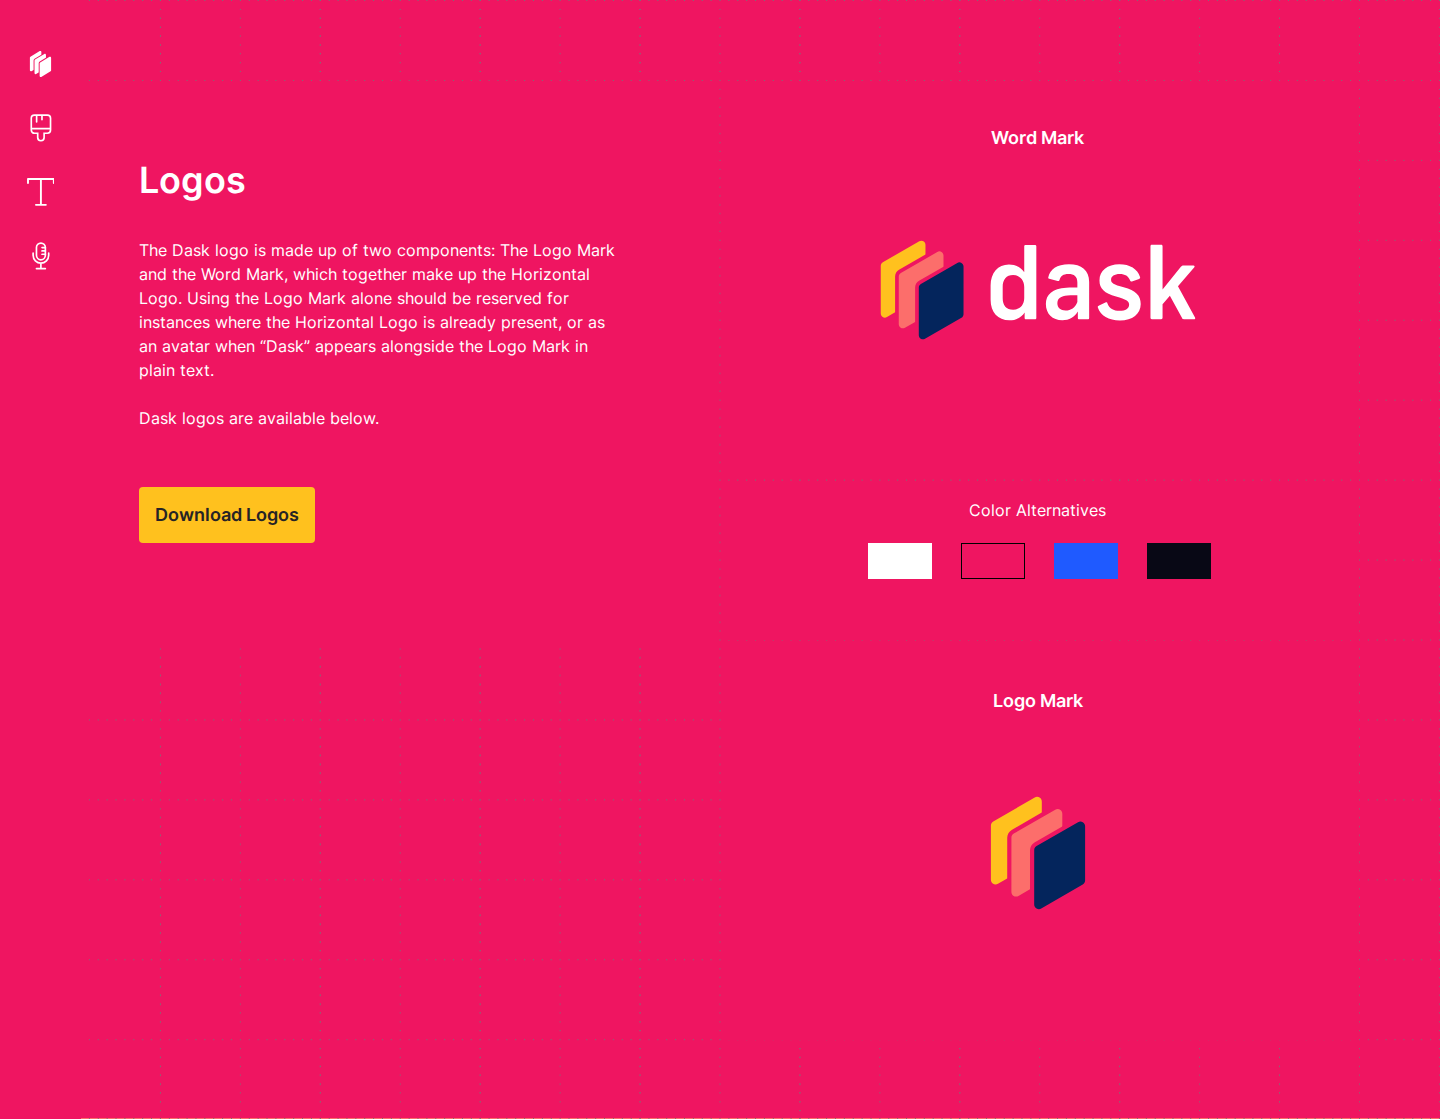 Logos
The Dask logo is made up of two components: The Logo Mark
and the Word Mark, which together make up the Horizontal
Logo. Using the Logo Mark alone should be reserved for
instances where the Horizontal Logo is already present, or as
an avatar when “Dask” appears alongside the Logo Mark in
plain text.
Dask logos are available below.
Download Logos
Word Mark
dask
Color Alternatives
Logo Mark